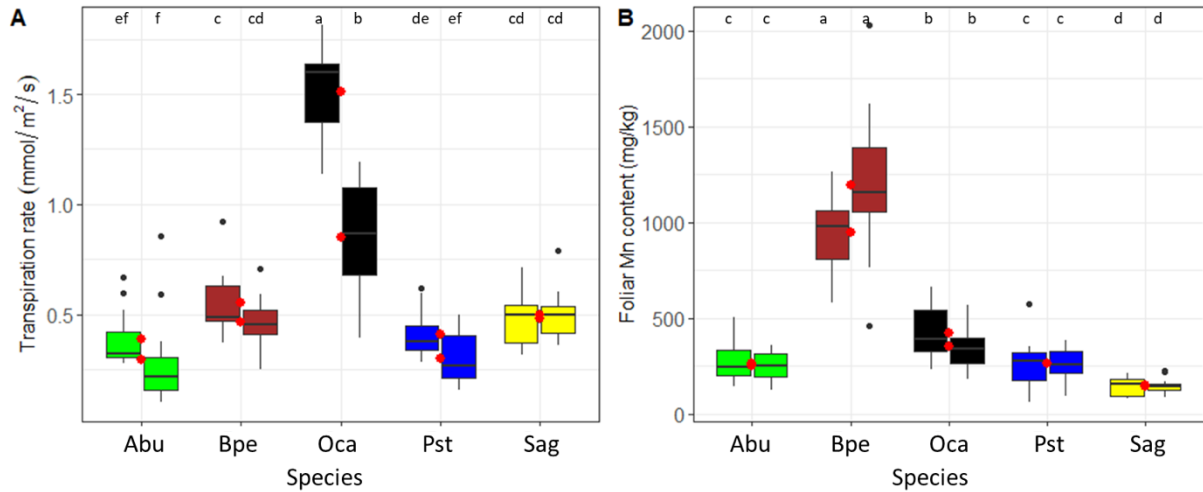 A
ef f c cd a b de ef cd cd
Transpiration rate (mmol/ m²/ s)
1.5
1.0
0.5
Abu Bpe Oca Pst Sag
Species
B
c c a a b b c c d d
Foliar Mn content (mg/kg)
2000
1500
1000
500
0
Abu Bpe Oca Pst Sag
Species